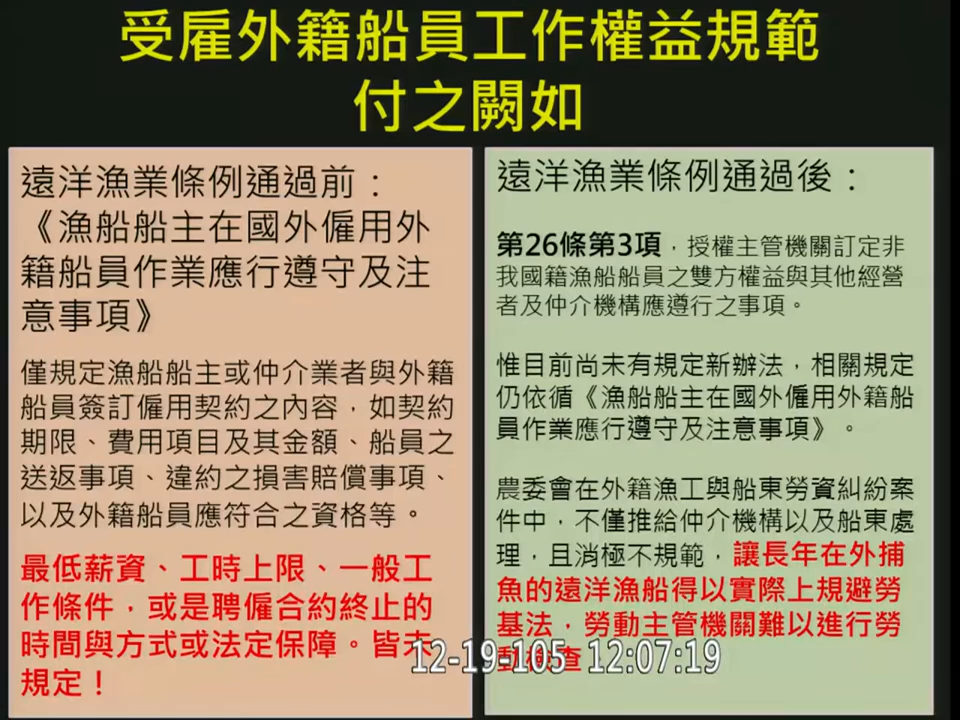 受雇外籍船員工作權益規範
付之闕如
遠洋漁業條例通過前：
《漁船船主在國外僱用外
籍船員作業應行遵守及注
意事項》
僅規定漁船船主或仲介業者與外籍
船員簽訂僱用契約之內容，如契約
期限、費用項目及其金額、船員之
送返事項、違約之損害賠償事項、
以及外籍船員應符合之資格等。
最低薪資、工時上限、一般工
作條件，或是聘僱合約終止的
時間與方式或法定保障。皆未
規定！
遠洋漁業條例通過後：
第26條第3項，授權主管機關訂定非
我國籍漁船船員之雙方權益與其他經營
者及仲介機構應遵行之事項。
惟目前尚未有規定新辦法，相關規定
仍依循《漁船船主在國外僱用外籍船
員作業應行遵守及注意事項》。
農委會在外籍漁工與船東勞資糾紛案
件中，不僅推給仲介機構以及船東處
理，且消極不規範，讓長年在外捕
魚的遠洋漁船得以實際上規避勞
基法，勞動主管機關難以進行勞
動檢查
12-19-105 12:07:19